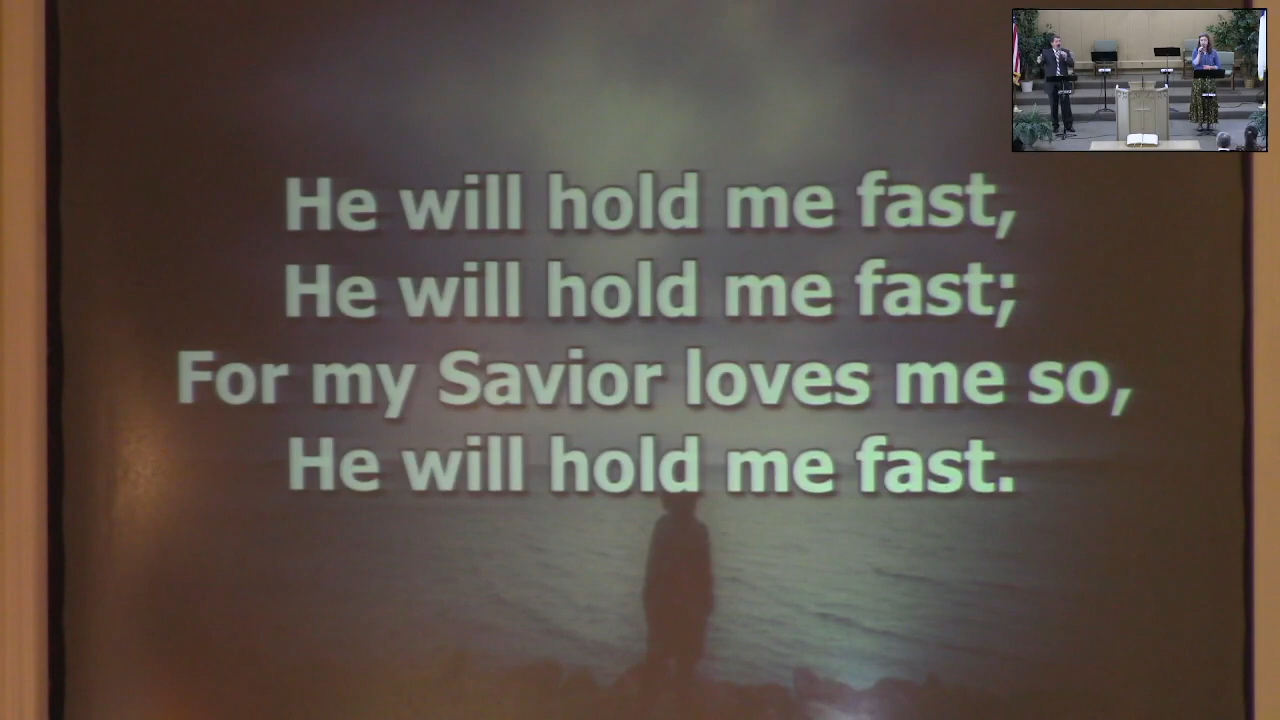 He will hold me fast,
He will hold me fast;
For my Savior loves me so,
He will hold me fast.